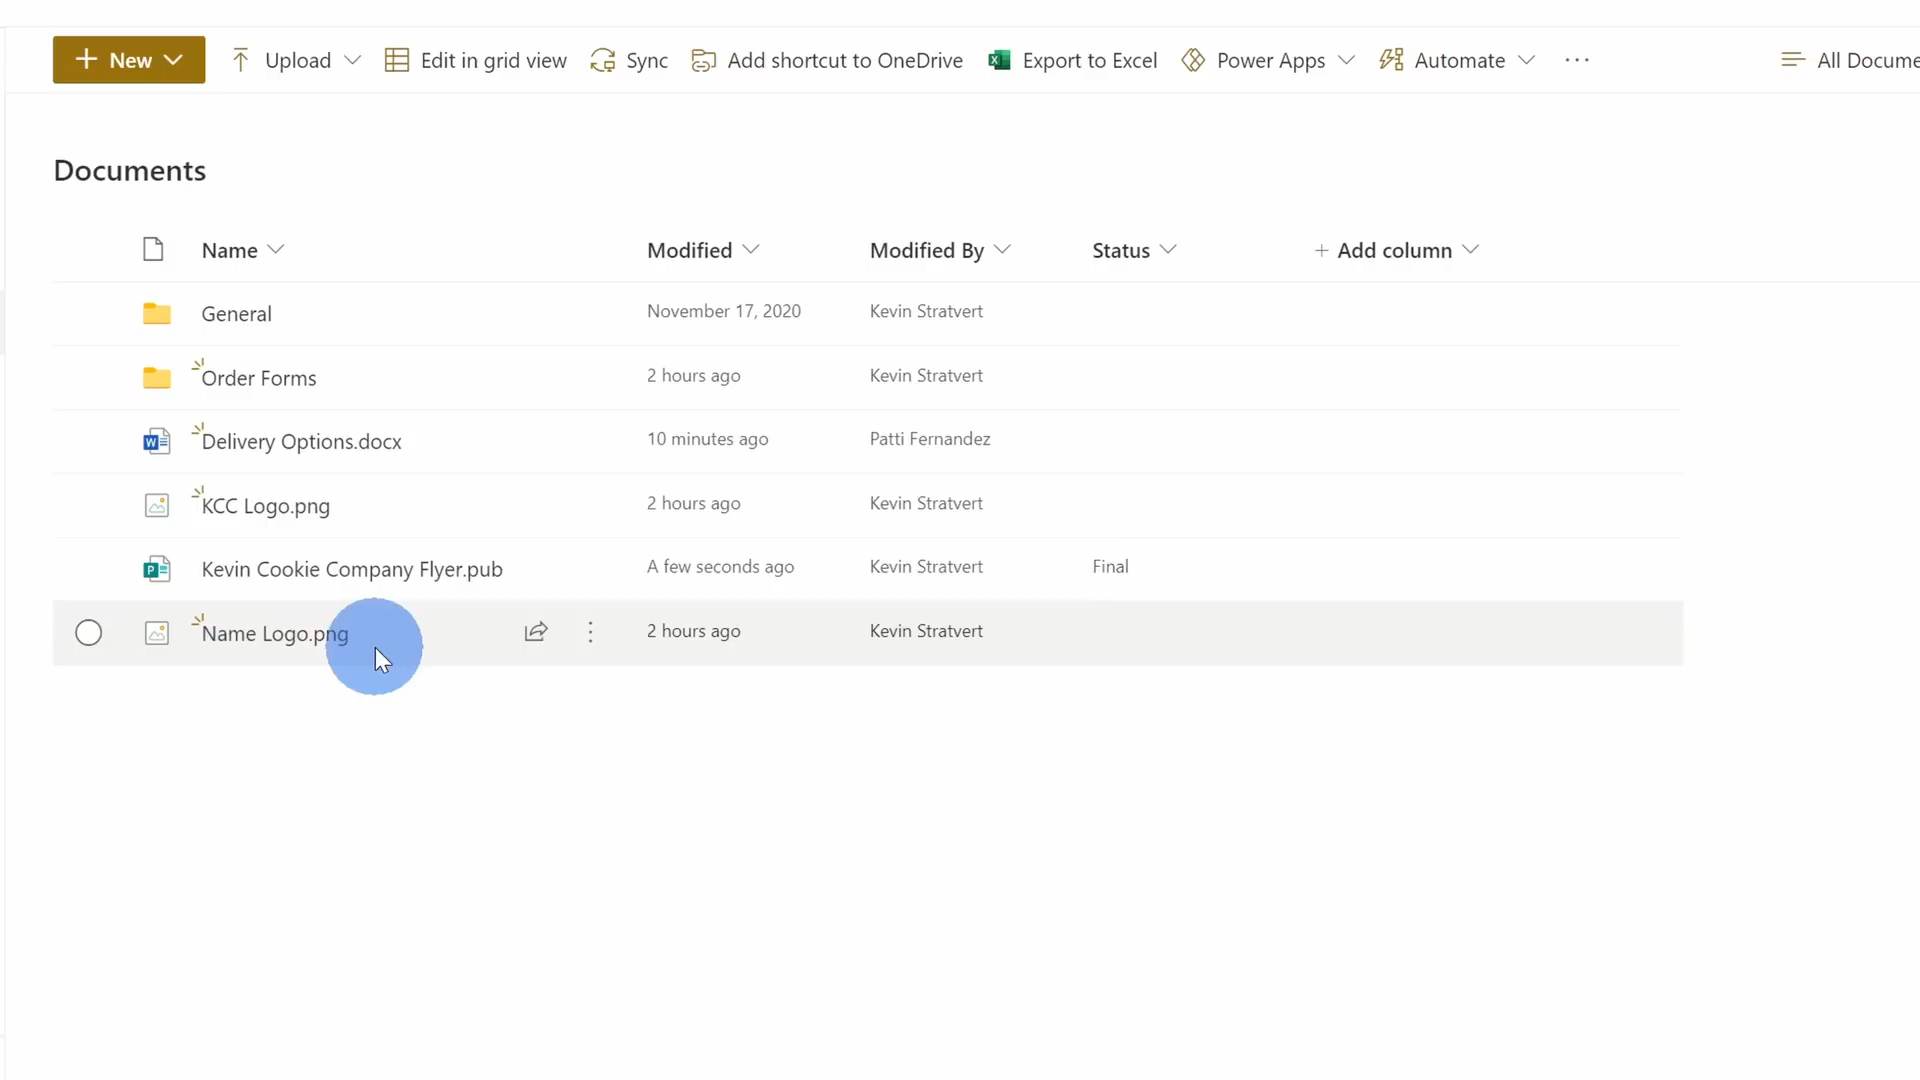 New Upload Edit in grid view Sync Add shortcut to OneDrive Export to Excel Power Apps Automate ··· All Docume
Documents
Name Modified Modified By Status + Add column
General November 17, 2020 Kevin Stratvert
Order Forms 2 hours ago Kevin Stratvert
Delivery Options.docx 10 minutes ago Patti Fernandez
KCC Logo.png 2 hours ago Kevin Stratvert
Kevin Cookie Company Flyer.pub A few seconds ago Kevin Stratvert Final
Name Logo.png 2 hours ago Kevin Stratvert